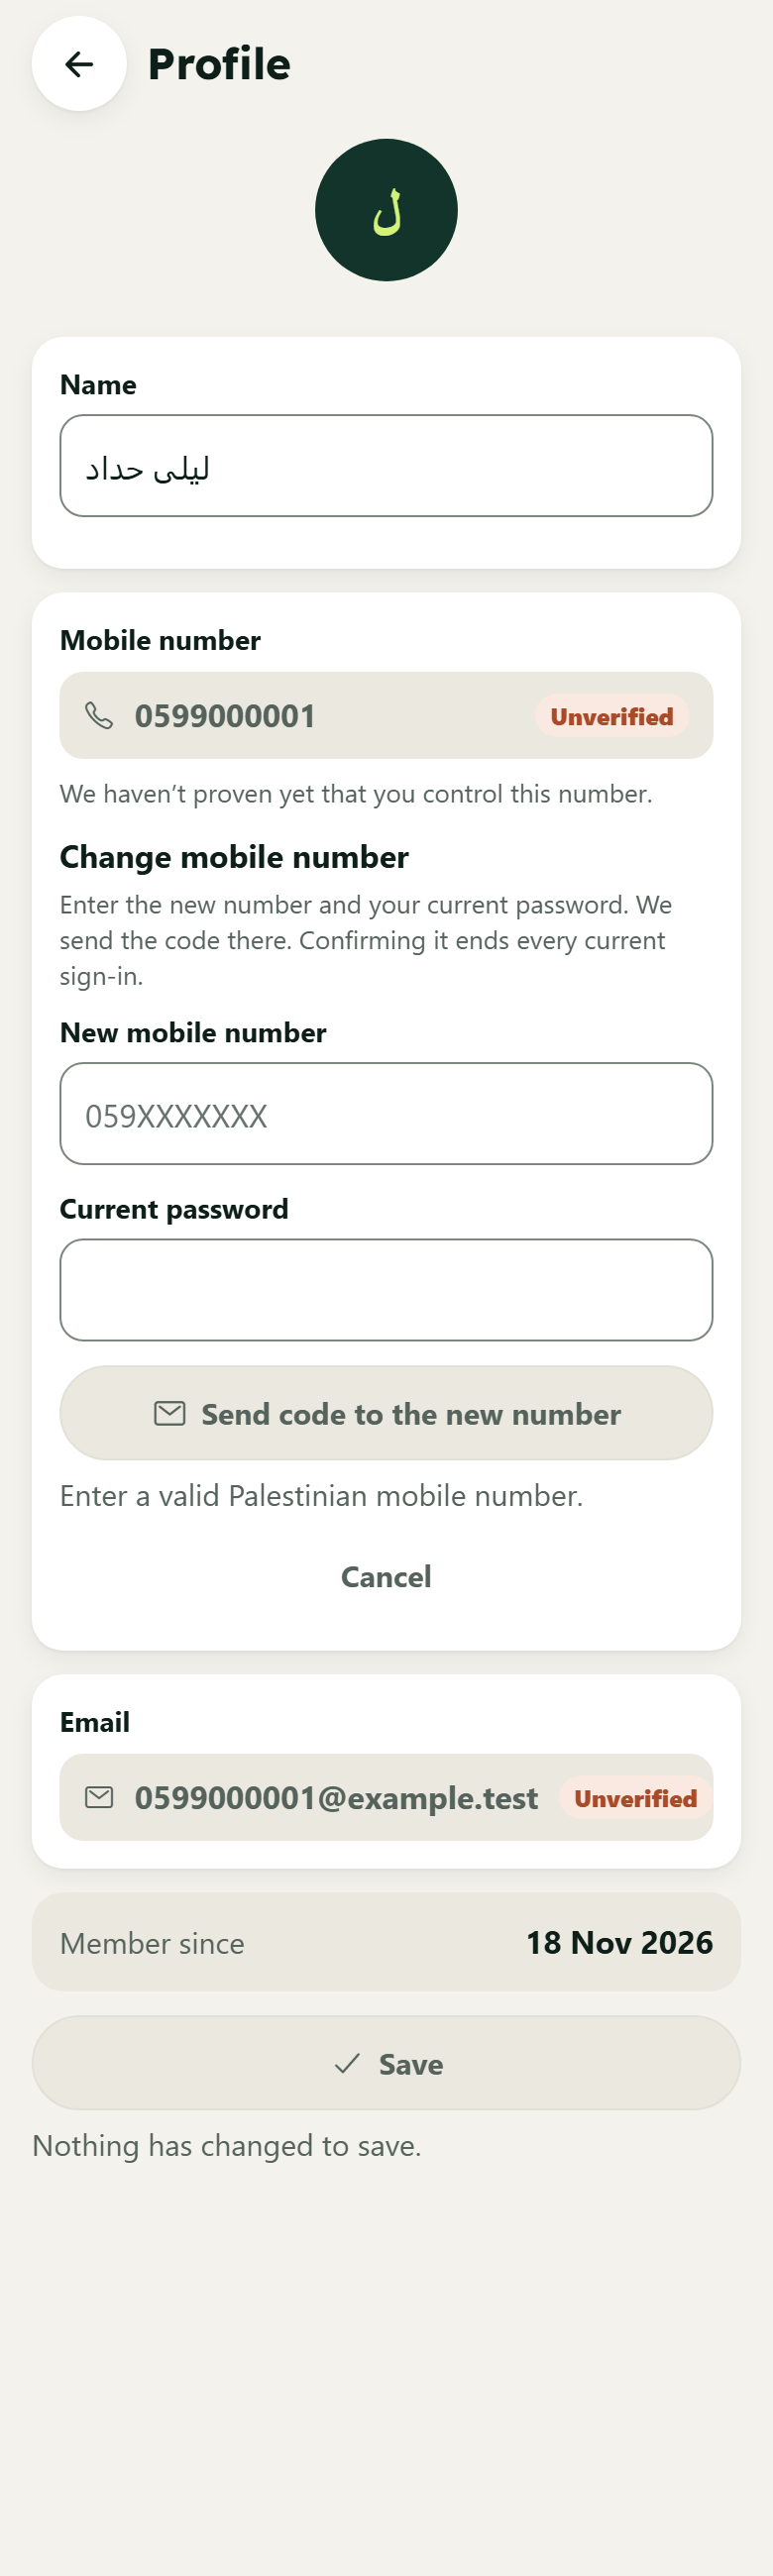 Profile
ل
Name
ليلى حداد
Mobile number
0599000001
Unverified
We haven’t proven yet that you control this number.
Change mobile number
Enter the new number and your current password. We
send the code there. Confirming it ends every current
sign-in.
New mobile number
059XXXXXXX
Current password
Send code to the new number
Enter a valid Palestinian mobile number.
Cancel
Email
0599000001@example.test
Unverified
Member since
18 Nov 2026
Save
Nothing has changed to save.